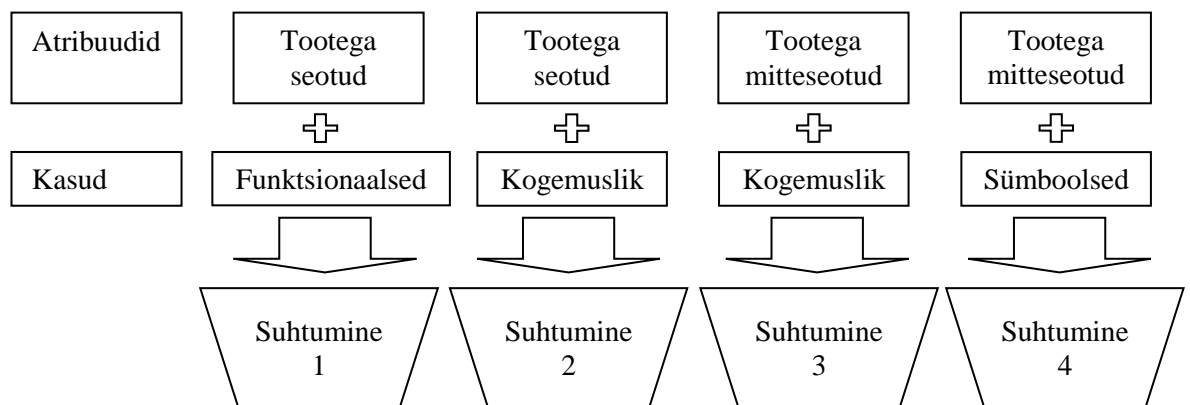 Atribuudid
Tootega
seotud
Tootega
seotud
Tootega
mitteseotud
Tootega
mitteseotud
Kasud
Funktsionaalsed
Kogemuslik
Kogemuslik
Sümboolsed
Suhtumine
1
Suhtumine
2
Suhtumine
3
Suhtumine
4